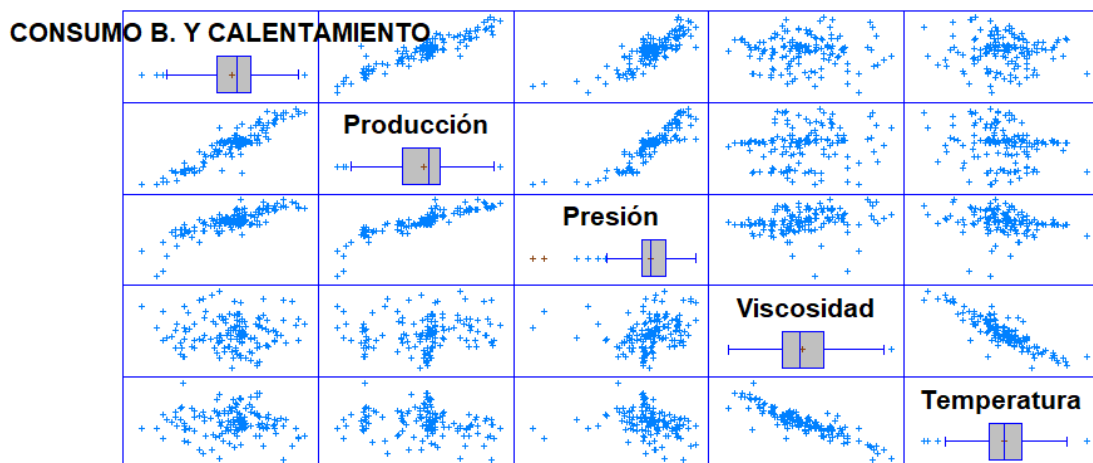 CONSUMO B. Y CALENTAMIENTO
Producción
Presión
Viscosidad
Temperatura